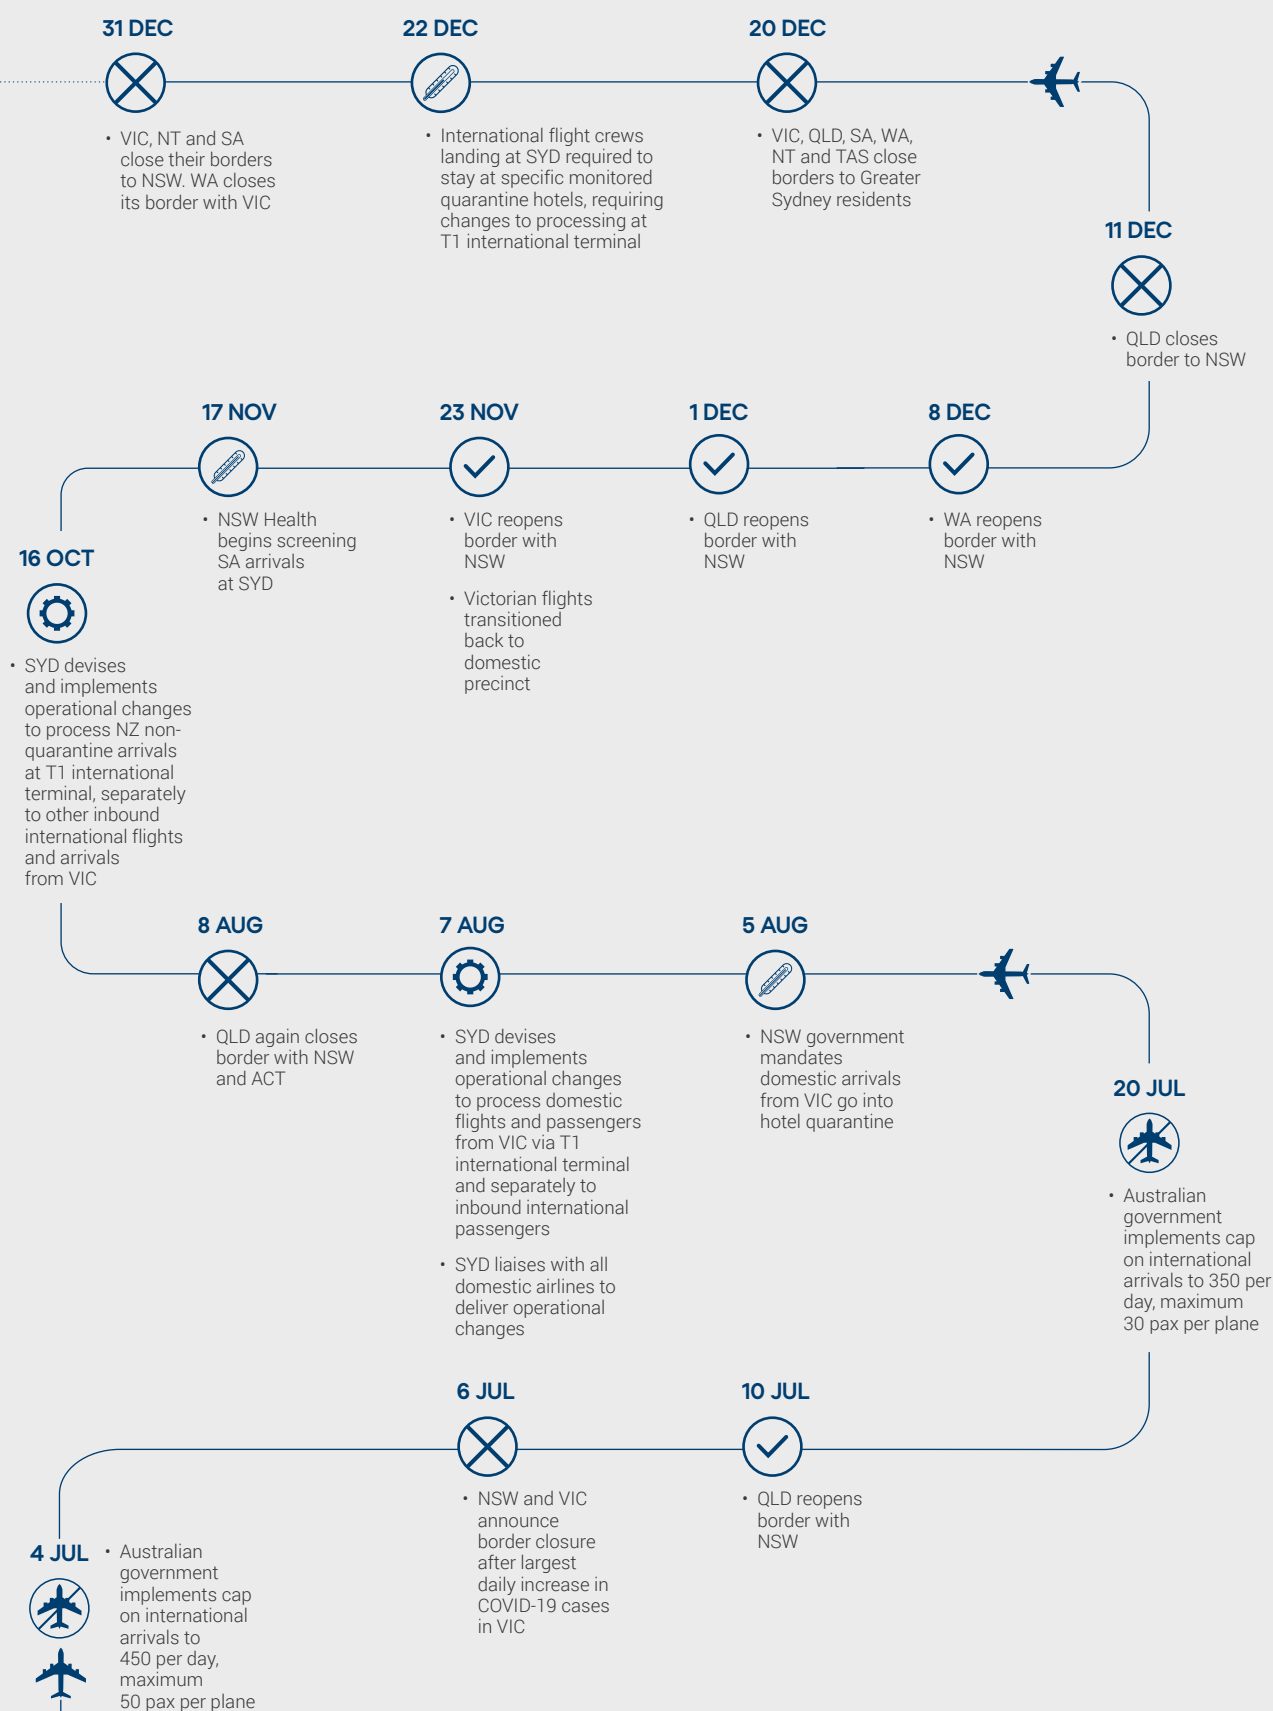 31 DEC
VIC, NT and SA
close their borders
to NSW. WA closes
its border with VIC
22 DEC
International flight crews
landing at SYD required to
stay at specific monitored
quarantine hotels, requiring
changes to processing at
T1 international terminal
20 DEC
VIC, QLD, SA, WA,
NT and TAS close
borders to Greater
Sydney residents
11 DEC
QLD closes
border to NSW
17 NOV
NSW Health
begins screening
SA arrivals
at SYD
23 NOV
VIC reopens
border with
NSW
Victorian flights
transitioned
back to
domestic
precinct
1 DEC
QLD reopens
border with
NSW
8 DEC
WA reopens
border with
NSW
16 OCT
SYD devises
and implements
operational changes
to process NZ non-
quarantine arrivals
at T1 international
terminal, separately
to other inbound
international flights
and arrivals
from VIC
8 AUG
QLD again closes
border with NSW
and ACT
7 AUG
SYD devises
and implements
operational changes
to process domestic
flights and passengers
from VIC via T1
international terminal
and separately to
inbound international
passengers
SYD liaises with all
domestic airlines to
deliver operational
changes
5 AUG
NSW government
mandates
domestic arrivals
from VIC go into
hotel quarantine
20 JUL
Australian
government
implements cap
on international
arrivals to 350 per
day, maximum
30 pax per plane
6 JUL
NSW and VIC
announce
border closure
after largest
daily increase in
COVID-19 cases
in VIC
10 JUL
QLD reopens
border with
NSW
4 JUL
Australian
government
implements cap
on international
arrivals to
450 per day,
maximum
50 pax per plane